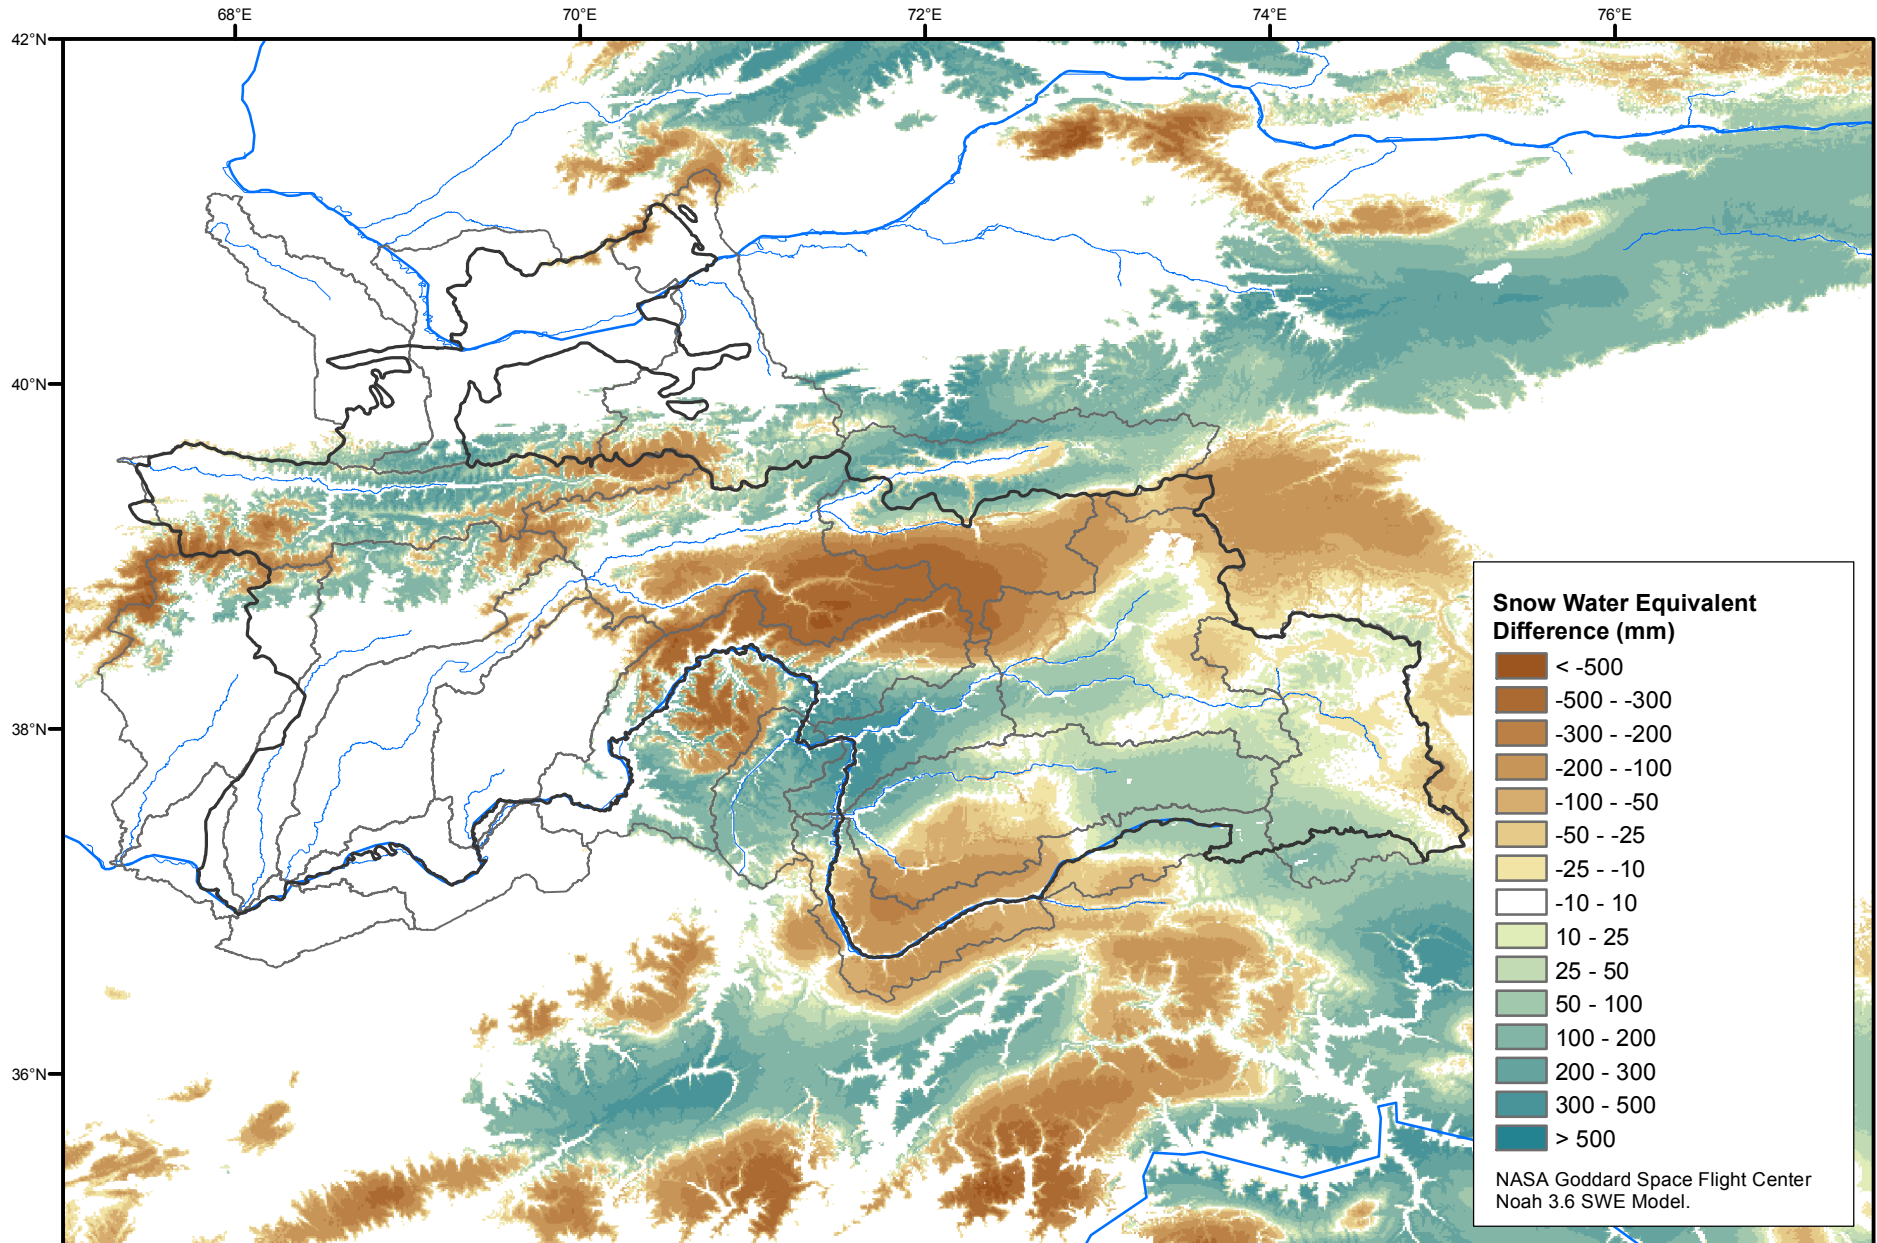 68°E 70°E 72°E 74°E 76°E
42°N
40°N
38°N
36°N
Snow Water Equivalent
Difference (mm)
< -500
-500 - -300
-300 - -200
-200 - -100
-100 - -50
-50 - -25
-25 - -10
-10 - 10
10 - 25
25 - 50
50 - 100
100 - 200
200 - 300
300 - 500
> 500
NASA Goddard Space Flight Center
Noah 3.6 SWE Model.